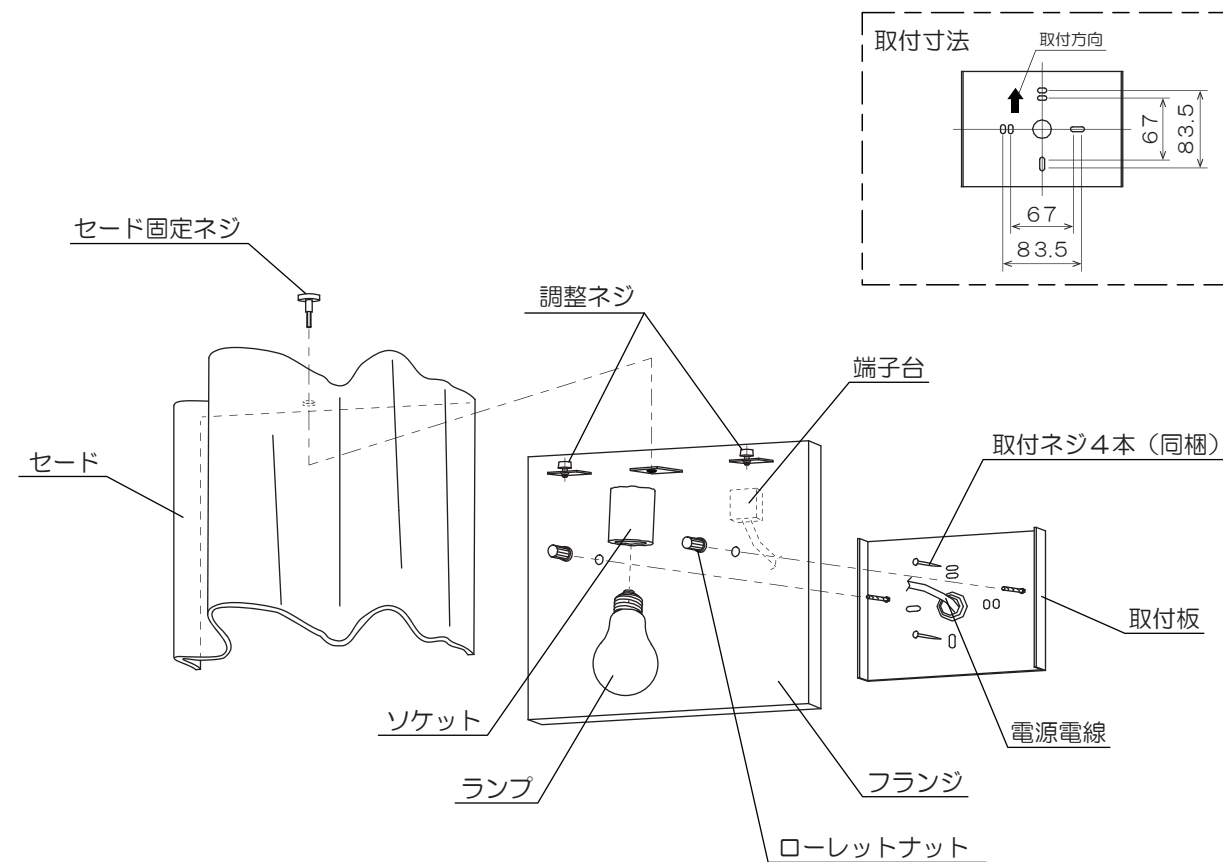 取付寸法
取付方向
67
83.5
67
83.5
セード固定ネジ
調整ネジ
端子台
取付ネジ４本（同梱）
セード
取付板
ソケット
電源電線
ランプ
フランジ
ローレットナット